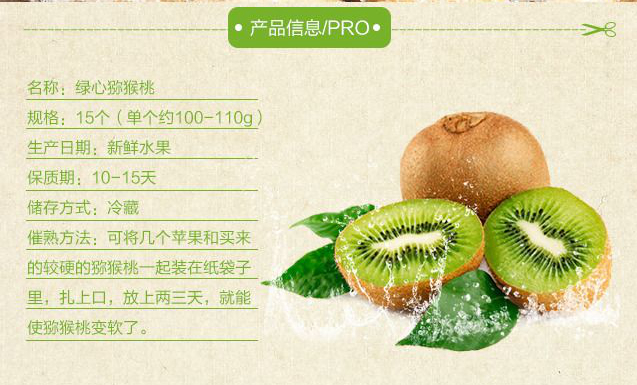 产品信息/PRO
名称：绿心猕猴桃
规格：15个（单个约100-110g）
生产日期：新鲜水果
保质期：10-15天
储存方式：冷藏
催熟方法：可将几个苹果和买来
的较硬的猕猴桃一起装在纸袋子
里，扎上口，放上两三天，就能
使猕猴桃变软了。